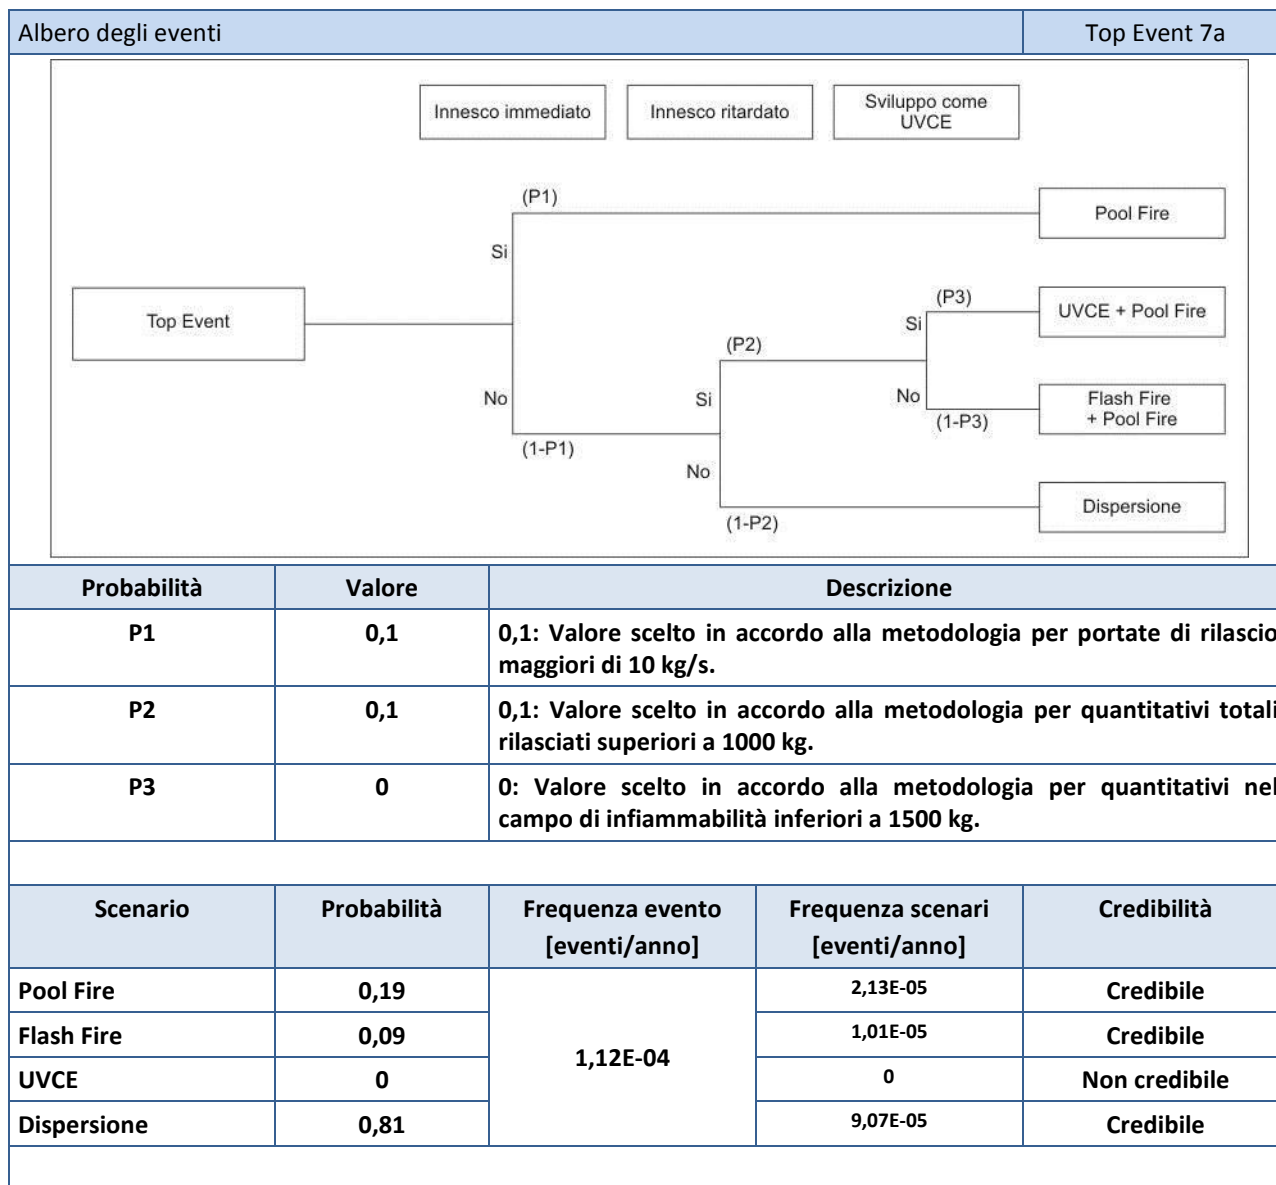 Albero degli eventi
Top Event 7a
Innesco immediato
Innesco ritardato
Sviluppo come
UVCE
(P1)
Pool Fire
Si
(P3)
UVCE + Pool Fire
Top Event
Si
(P2)
No
Si
No
Flash Fire
+ Pool Fire
(1-P3)
(1-P1)
No
Dispersione
(1-P2)
Probabilità
Valore
Descrizione
P1
0,1
0,1: Valore scelto in accordo alla metodologia per portate di rilascio
maggiori di 10 kg/s.
P2
0,1
0,1: Valore scelto in accordo alla metodologia per quantitativi totali
rilasciati superiori a 1000 kg.
P3
0
0: Valore scelto in accordo alla metodologia per quantitativi nel
campo di infiammabilità inferiori a 1500 kg.
Scenario
Probabilità
Frequenza evento
[eventi/anno]
Frequenza scenari
[eventi/anno]
Credibilità
Pool Fire
0,19
1,12E-04
2,13E-05
Credibile
Flash Fire
0,09
1,01E-05
Credibile
UVCE
0
0
Non credibile
Dispersione
0,81
9,07E-05
Credibile